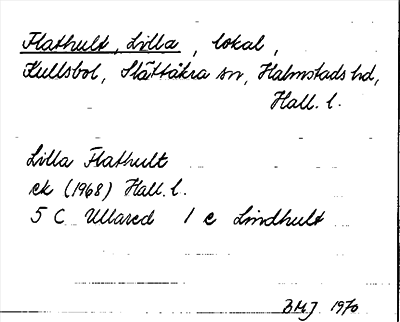 Flathult, Lilla, lokal,
Kullsbol, Slättåkra sn, Halmstads hd,
Hall. l.
Lilla Flathult
ek (1968) Hall. l.
5 C Ullared 1 e Lindhult
BMJ 1970